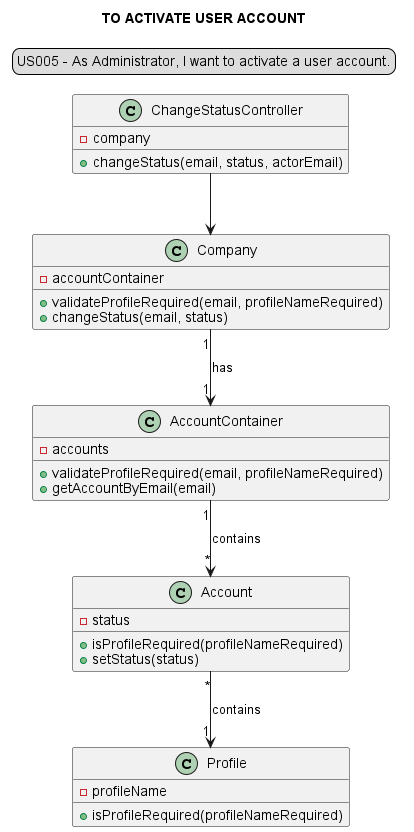 TO ACTIVATE USER ACCOUNT
US005 - As Administrator, I want to activate a user account.
C ChangeStatusController
company
changeStatus(email, status, actorEmail)
C Company
accountContainer
validateProfileRequired(email, profileNameRequired)
changeStatus(email, status)
1
has
1
C AccountContainer
accounts
validateProfileRequired(email, profileNameRequired)
getAccountByEmail(email)
1
contains
*
C Account
status
isProfileRequired(profileNameRequired)
setStatus(status)
*
contains
1
C Profile
profileName
isProfileRequired(profileNameRequired)